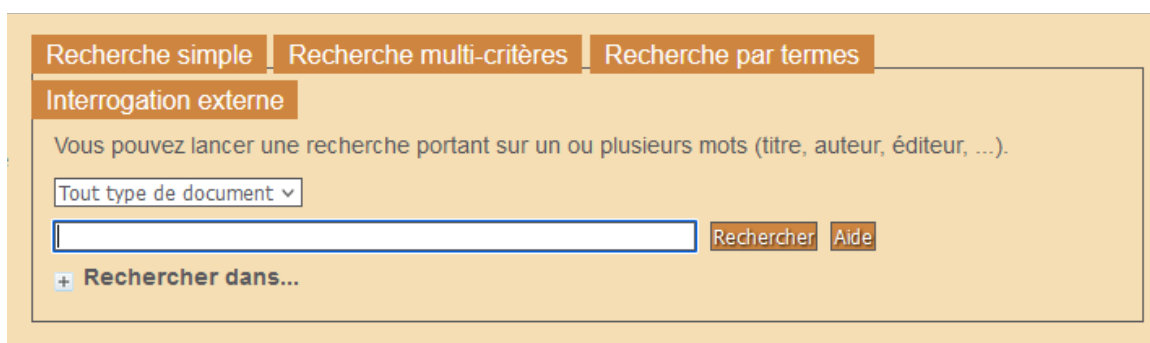 Recherche simple Recherche multi-critères Recherche par termes
Interrogation externe
Vous pouvez lancer une recherche portant sur un ou plusieurs mots (titre, auteur, éditeur, ...).
Tout type de document
Rechercher Aide
+ Rechercher dans...